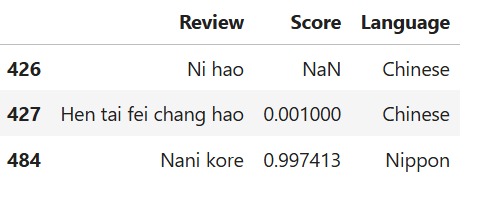 Review Score Language
426 Ni hao NaN Chinese
427 Hen tai fei chang hao 0.001000 Chinese
484 Nani kore 0.997413 Nippon